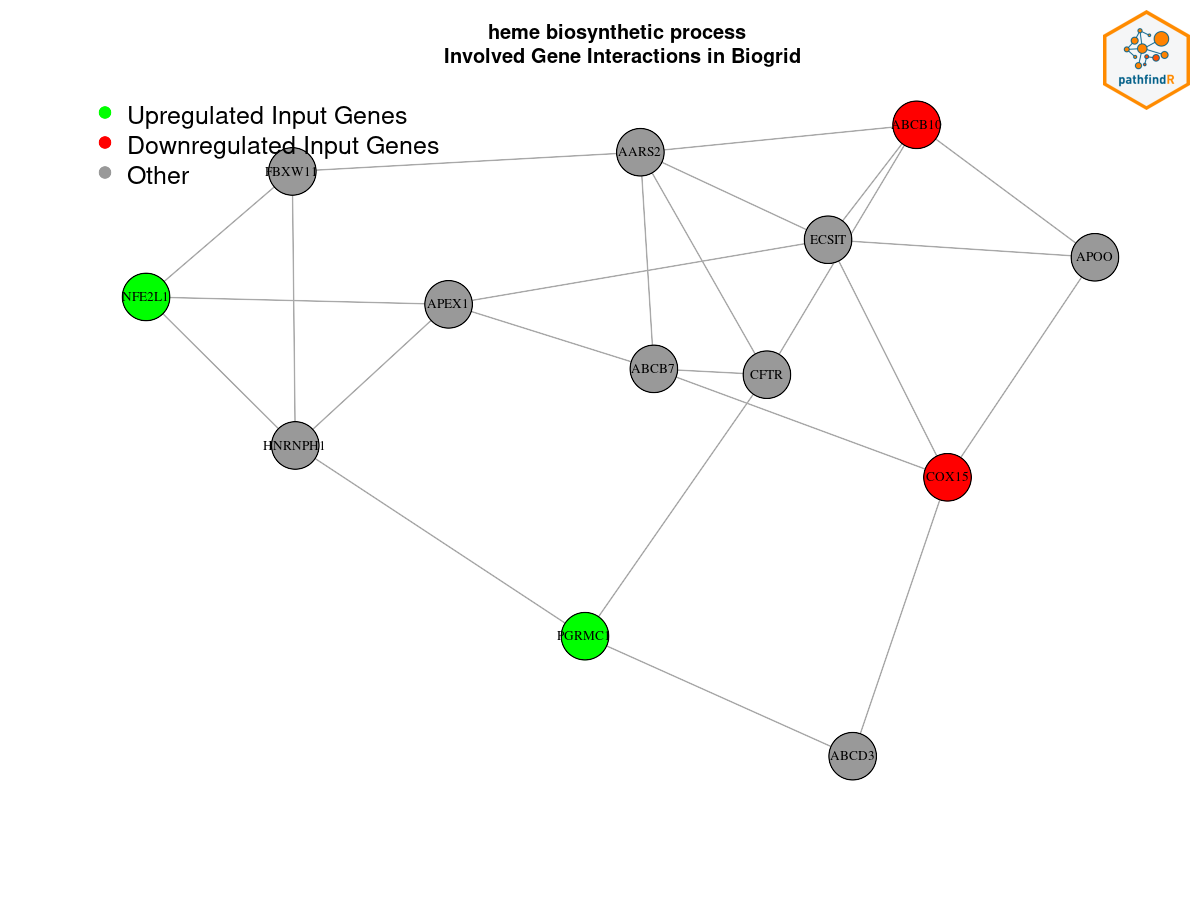 heme biosynthetic process
Involved Gene Interactions in Biogrid
pathfindR
Upregulated Input Genes
Downregulated Input Genes
Other
ABCB10
AARS2
FBXW11
ECSIT
APOO
NFE2L1
APEX1
ABCB7
CFTR
HNRNPH1
COX15
PGRMC1
ABCD3